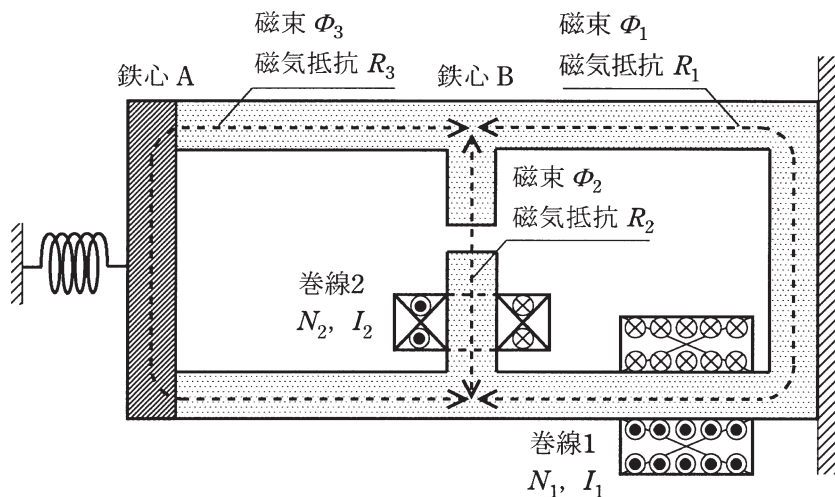 磁束 Φ3
磁気抵抗 R3
磁束 Φ1
磁気抵抗 R1
鉄心 A
鉄心 B
磁束 Φ2
磁気抵抗 R2
巻線2
N2, I2
巻線1
N1, I1